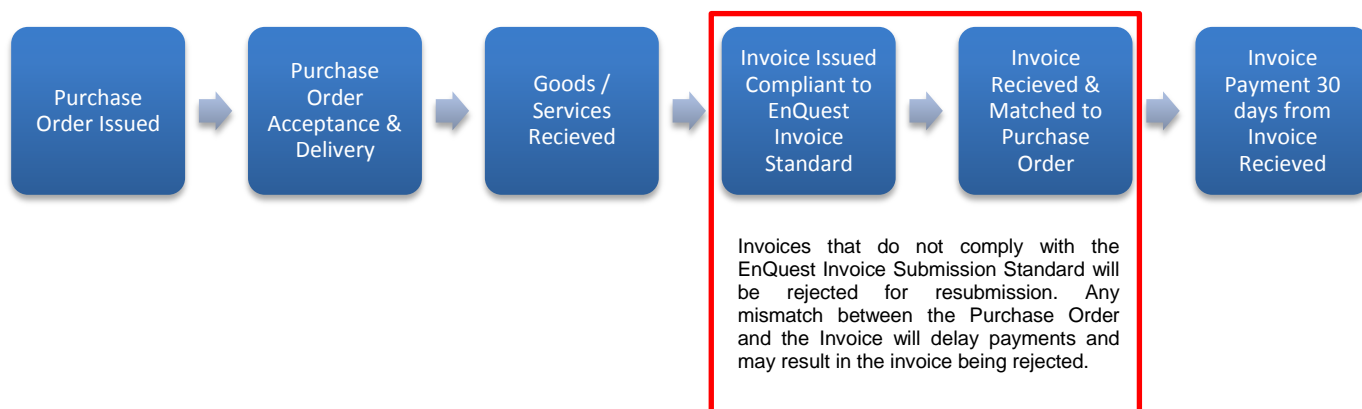 Purchase
Order Issued
Purchase
Order
Acceptance &
Delivery
Goods /
Services
Recieved
Invoice Issued
Compliant to
EnQuest
Invoice
Standard
Invoice
Recieved &
Matched to
Purchase
Order
Invoice
Payment 30
days from
Invoice
Recieved
Invoices that do not comply with the
EnQuest Invoice Submission Standard will
be rejected for resubmission. Any
mismatch between the Purchase Order
and the Invoice will delay payments and
may result in the invoice being rejected.